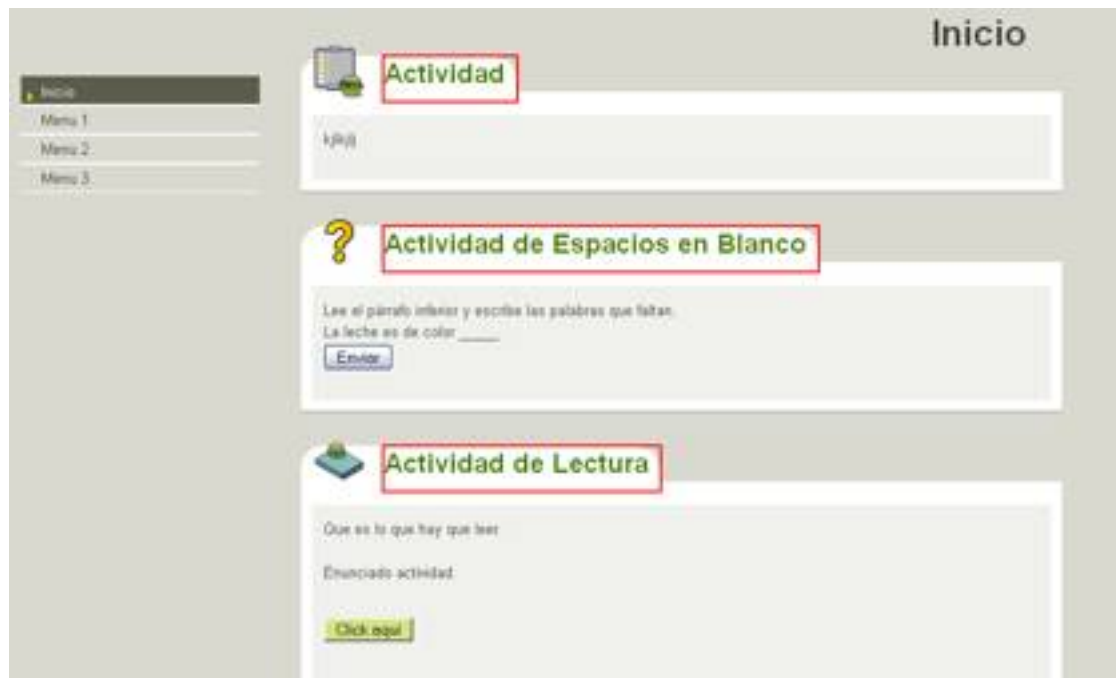 Inicio
Inicio
Menu 1
Menu 2
Menu 3
Actividad
Actividad de Espacios en Blanco
Lee el párrafo inferior y escribe las palabras que faltan.
La leche es de color _____
Enviar
Actividad de Lectura
Que es lo que hay que leer
Enunciado actividad
Click aquí